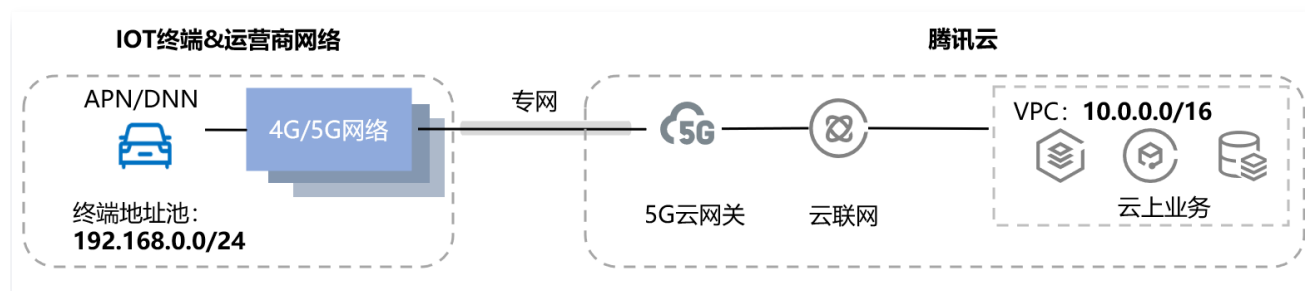 IOT终端&运营商网络
腾讯云
APN/DNN
4G/5G网络
终端地址池：
192.168.0.0/24
专网
5G
5G云网关
云联网
VPC：10.0.0.0/16
云上业务